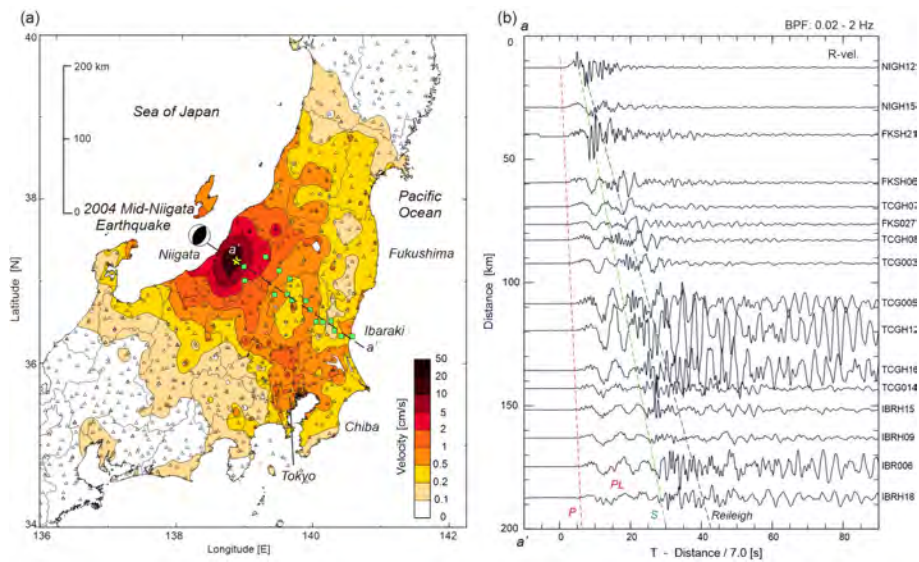 (a)
40
38
36
34
Latitude [N]
136
138
140
142
Longitude [E]
200 km
100
0
Sea of Japan
Pacific
Ocean
2004 Mid-Niigata
Earthquake
Niigata
a
Fukushima
Ibaraki
a'
Chiba
Tokyo
Velocity [cm/s]
50
20
10
5
2
1
0.5
0.2
0.1
0
(b)
a
BPF: 0.02 - 2 Hz
R-vel.
0
50
100
150
200
Distance [km]
a'
NIGH12
NIGH15
FKSH21
FKSH06
TCGH07
FKS027
TCGH08
TCG003
TCG005
TCGH12
TCGH16
TCG014
IBRH15
IBRH09
IBR006
IBRH18
P
PL
S
Reileigh
0
20
40
60
80
T - Distance / 7.0 [s]